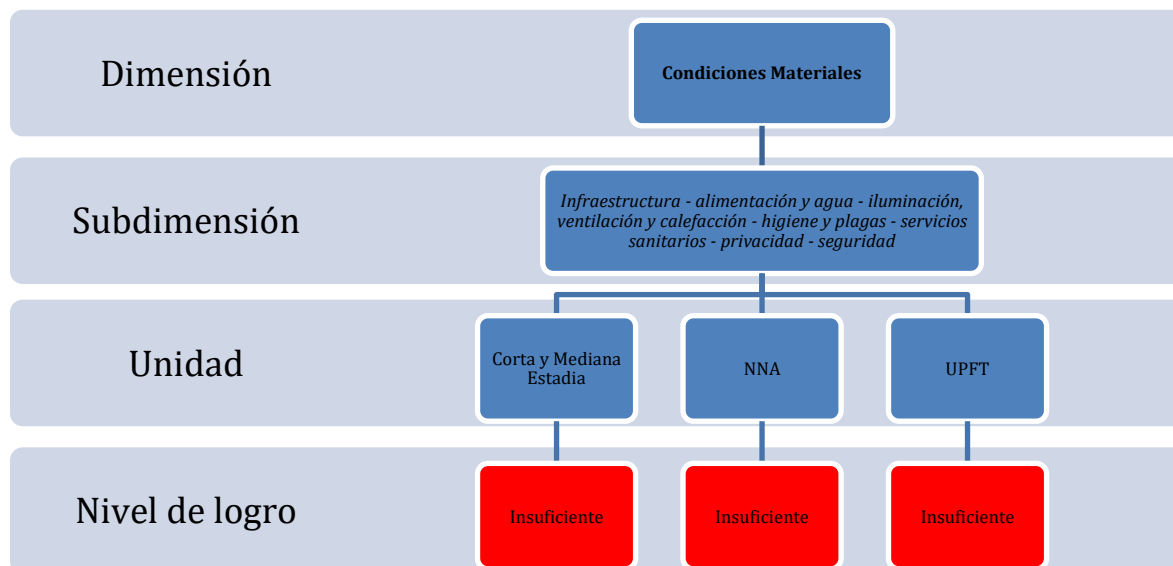 Dimensión
Condiciones Materiales
Subdimensión
Infraestructura - alimentación y agua - iluminación,
ventilación y calefacción - higiene y plagas - servicios
sanitarios - privacidad - seguridad
Unidad
Corta y Mediana
Estadia
NNA
UPFT
Nivel de logro
Insuficiente
Insuficiente
Insuficiente